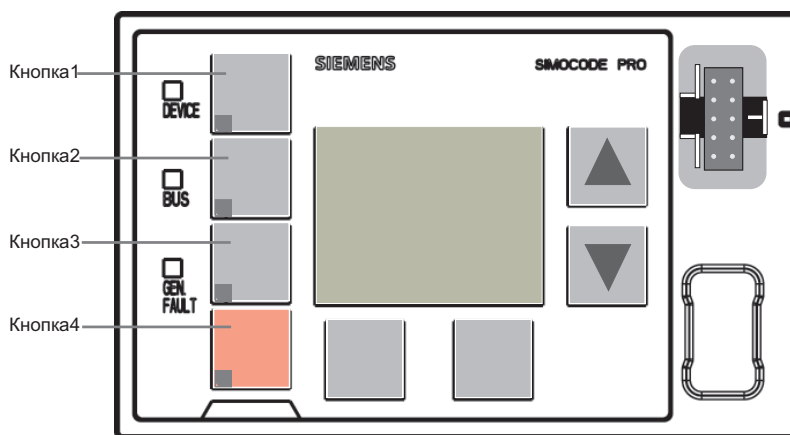 Кнопка1
Кнопка2
Кнопка3
Кнопка4
DEVICE
BUS
GEN.
FAULT
SIEMENS
SIMOCODE PRO